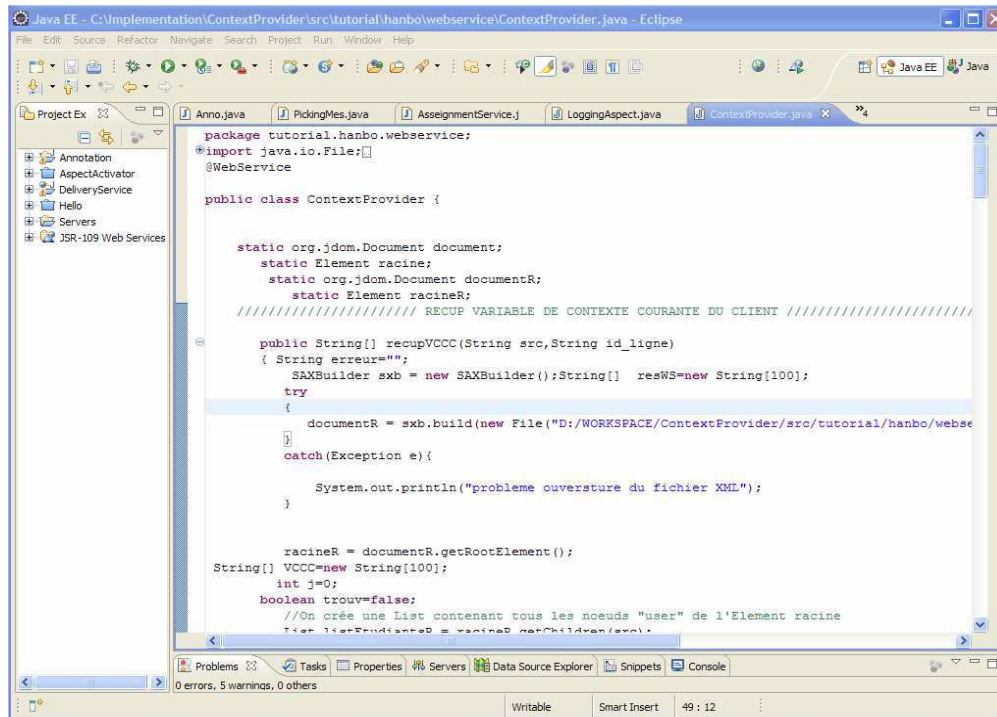 Java EE - C:\Implementation\ContextProvider\src\tutorial\hanbo\webservice\ContextProvider.java - Eclipse
File Edit Source Refactor Navigate Search Project Run Window Help
Java EE Java
Project Ex
Annotation
AspectActivator
DeliveryService
Hello
Servers
JSR-109 Web Services
Anno.java PickingMes.java AsseignmentService.j LoggingAspect.java ContextProvider.java »4
package tutorial.hanbo.webservice;
import java.io.File;
@WebService
public class ContextProvider {
static org.jdom.Document document;
static Element racine;
static org.jdom.Document documentR;
static Element racineR;
/////////////////////// RECUP VARIABLE DE CONTEXTE COURANTE DU CLIENT ////////////////////////
public String[] recupVCCC(String src,String id_ligne)
{ String erreur="";
SAXBuilder sxb = new SAXBuilder();String[] resWS=new String[100];
try
{
documentR = sxb.build(new File("D:/WORKSPACE/ContextProvider/src/tutorial/hanbo/webse
}
catch(Exception e){
System.out.println("probleme ouversture du fichier XML");
}
racineR = documentR.getRootElement();
String[] VCCC=new String[100];
int j=0;
boolean trouv=false;
//On crée une List contenant tous les noeuds "user" de l'Element racine
List listEtudiantsR = racineR.getChildren(src);
Problems Tasks Properties Servers Data Source Explorer Snippets Console
0 errors, 5 warnings, 0 others
Writable Smart Insert 49 : 12